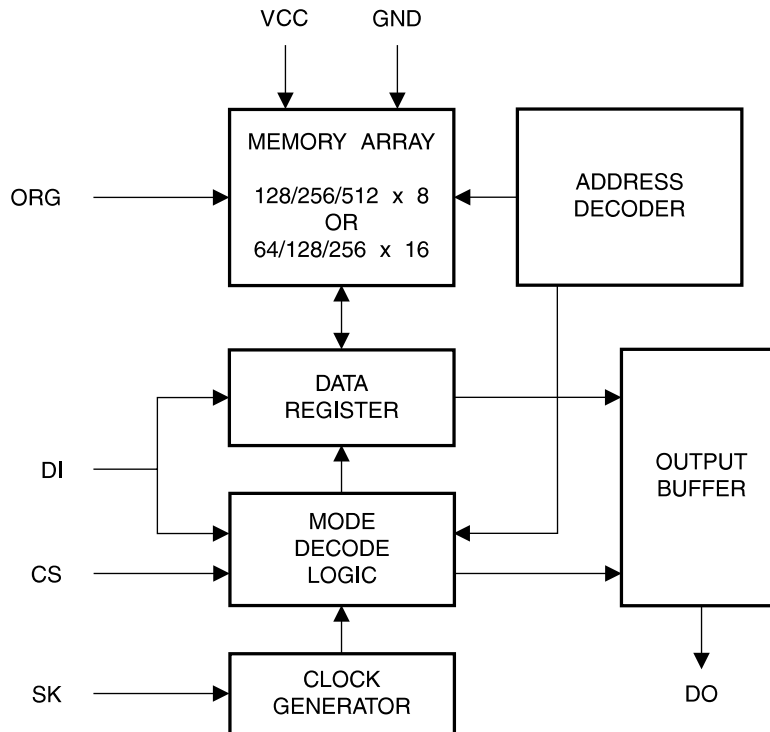 VCC GND
MEMORY ARRAY
128/256/512 x 8
OR
64/128/256 x 16
ADDRESS
DECODER
ORG
DATA
REGISTER
DI
OUTPUT
BUFFER
MODE
DECODE
LOGIC
CS
CLOCK
GENERATOR
SK
DO